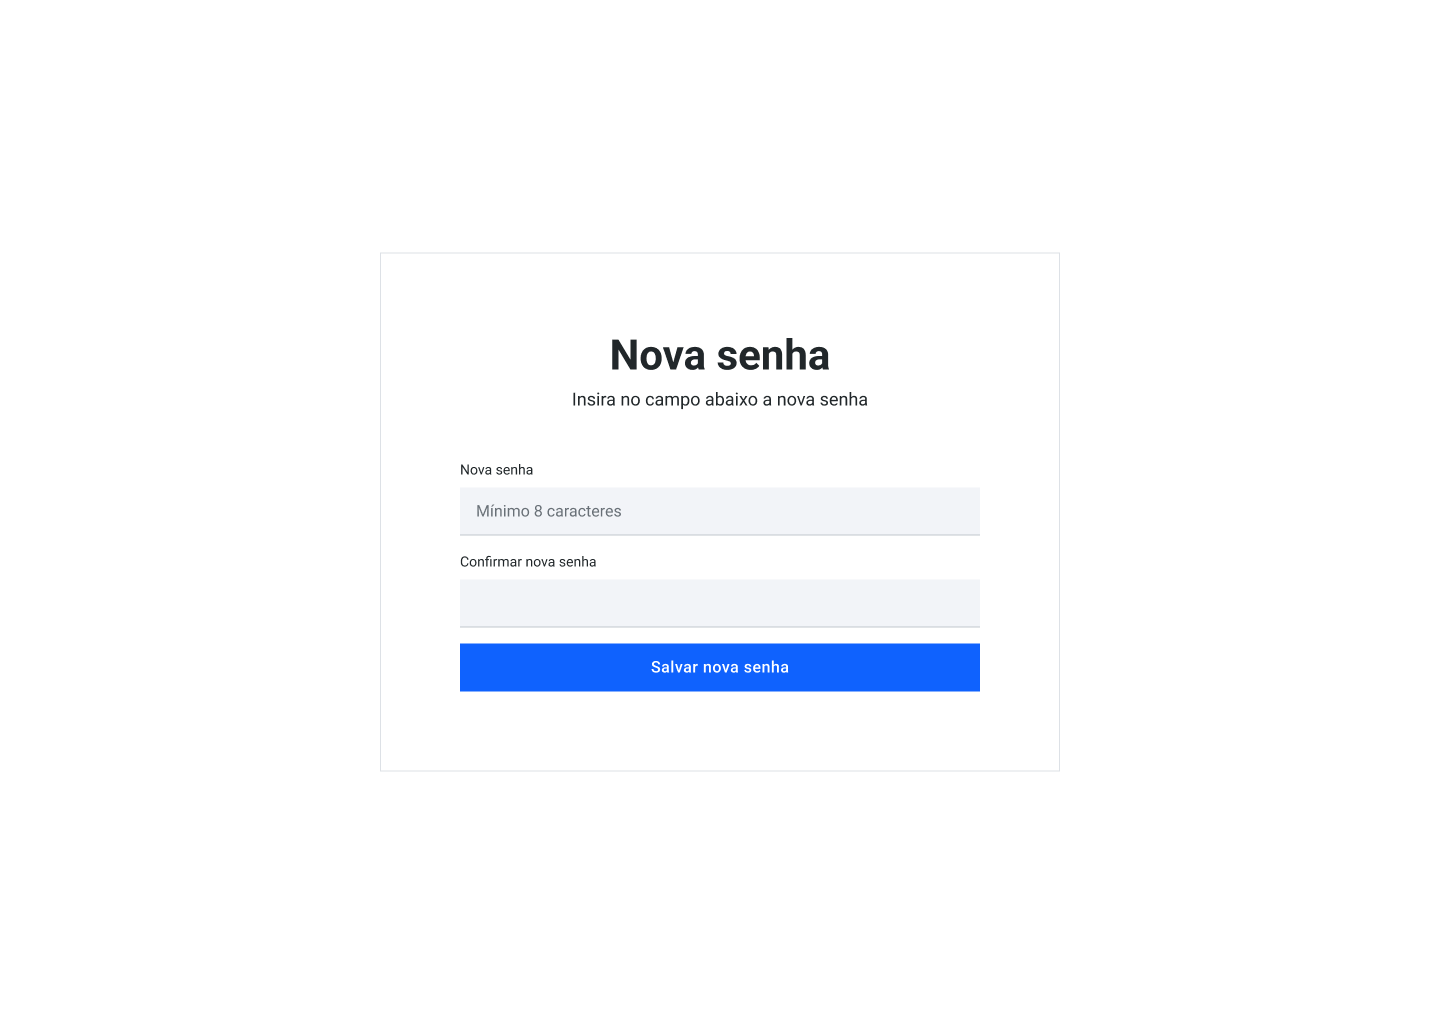 Nova senha
Insira no campo abaixo a nova senha
Nova senha
Mínimo 8 caracteres
Confirmar nova senha
Salvar nova senha